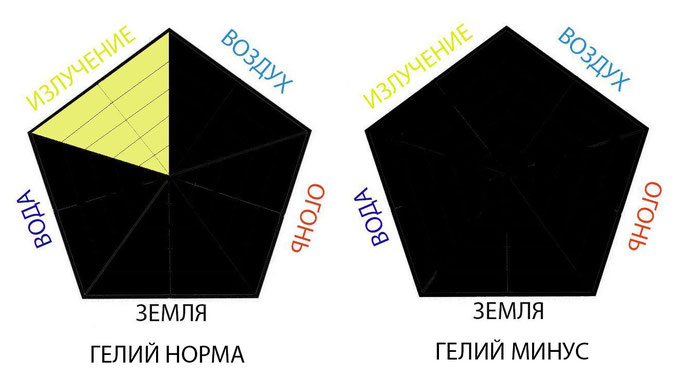 ИЗЛУЧЕНИЕ
ВОЗДУХ
ВОДА
ОГОНЬ
ЗЕМЛЯ
ГЕЛИЙ НОРМА
ИЗЛУЧЕНИЕ
ВОЗДУХ
ВОДА
ОГОНЬ
ЗЕМЛЯ
ГЕЛИЙ МИНУС